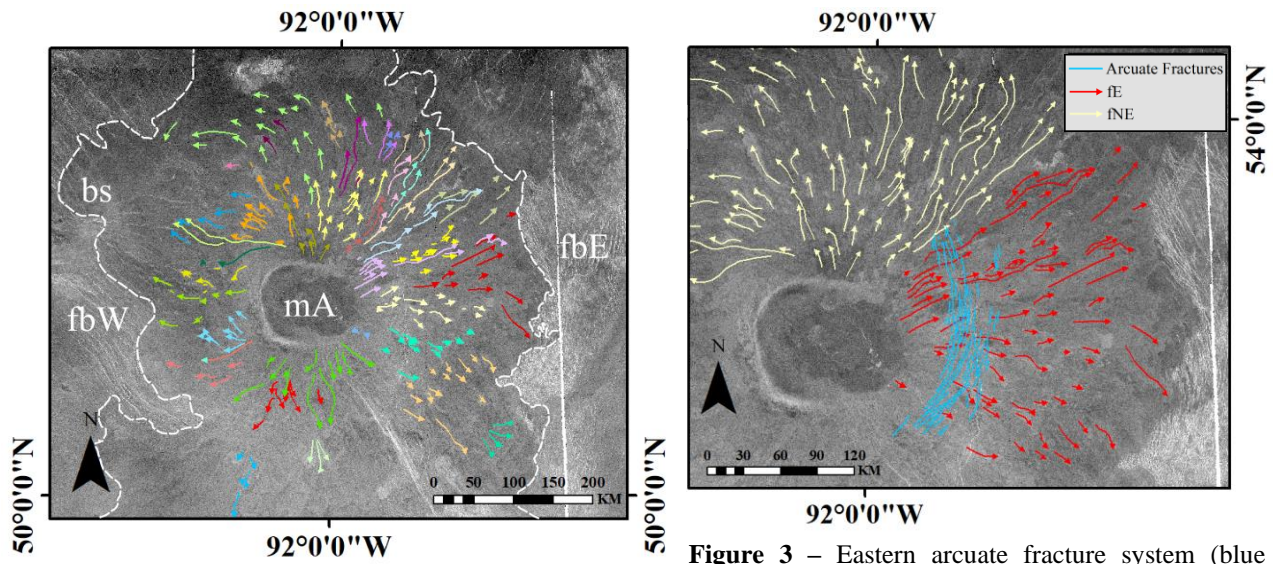 92°0'0"W
bs
fbW
mA
fbE
N
0 50 100 150 200
KM
50°0'0"N
50°0'0"N
92°0'0"W
92°0'0"W
Arcuate Fractures
fE
fNE
54°0'0"N
N
0 15 30 60 90 120
KM
92°0'0"W
Figure 3 – Eastern arcuate fracture system (blue